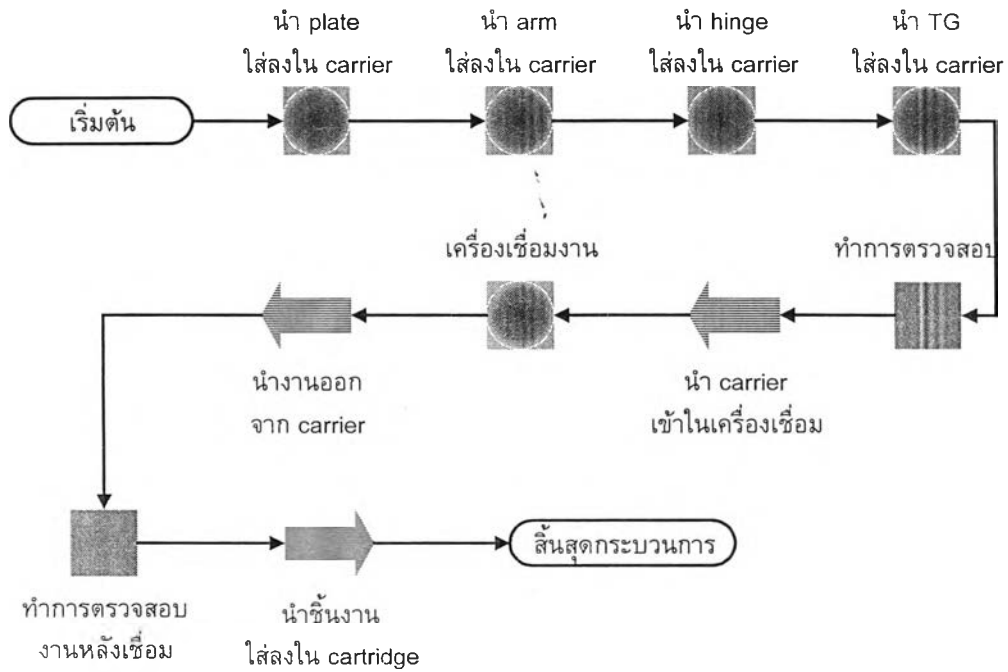 นำ plate
ใส่ลงใน carrier
นำ arm
ใส่ลงใน carrier
นำ hinge
ใส่ลงใน carrier
นำ TG
ใส่ลงใน carrier
เริ่มต้น
เครื่องเชื่อมงาน
ทำการตรวจสอบ
นำงานออก
จาก carrier
นำ carrier
เข้าในเครื่องเชื่อม
สิ้นสุดกระบวนการ
ทำการตรวจสอบ
งานหลังเชื่อม
นำชิ้นงาน
ใส่ลงใน cartridge